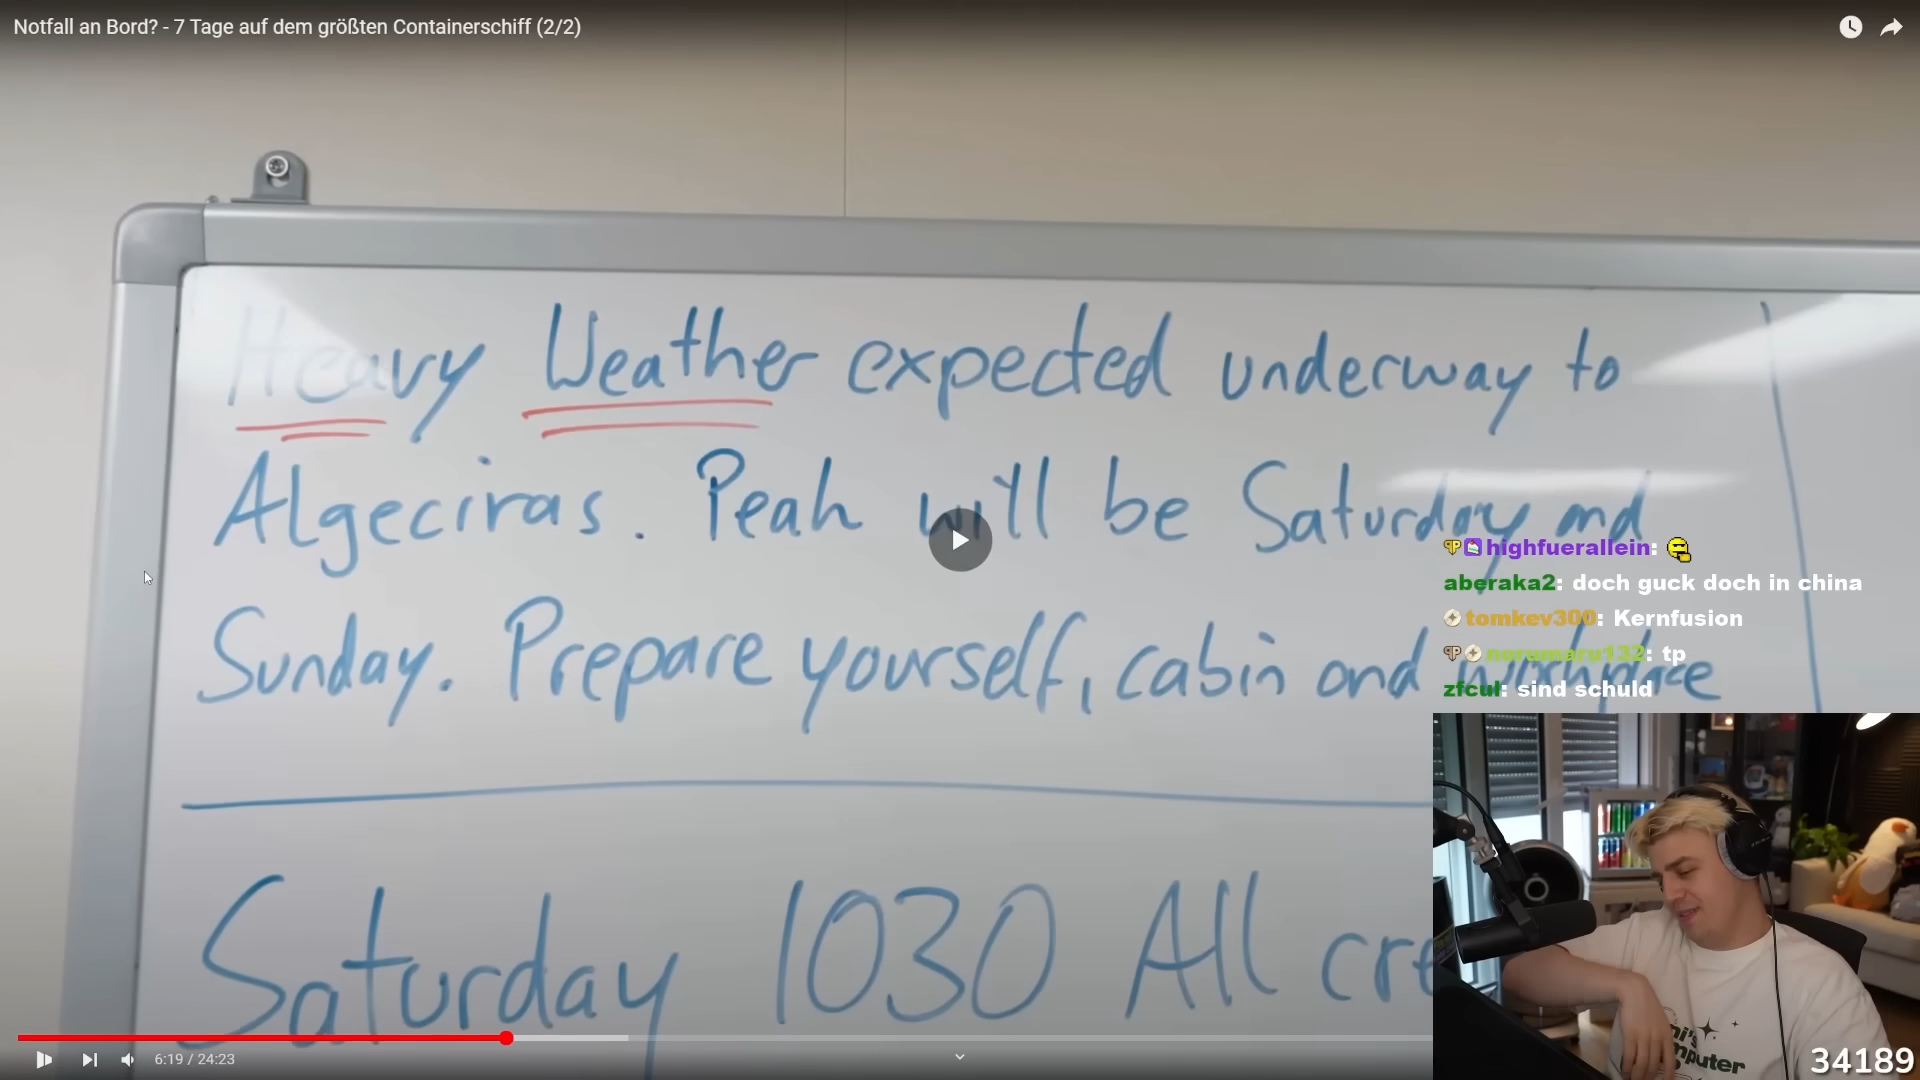 Notfall an Bord? - 7 Tage auf dem größten Containerschiff (2/2)
Heavy Weather expected underway to
Algeciras. Peak will be Saturday and
Sunday. Prepare yourself, cabin and
Saturday 1030 All
highfuerallein:
aberaka2: doch guck doch in china
tomkev300: Kernfusion
norumaru132: tp
zfcul: sind schuld
6:19 / 24:23
34189